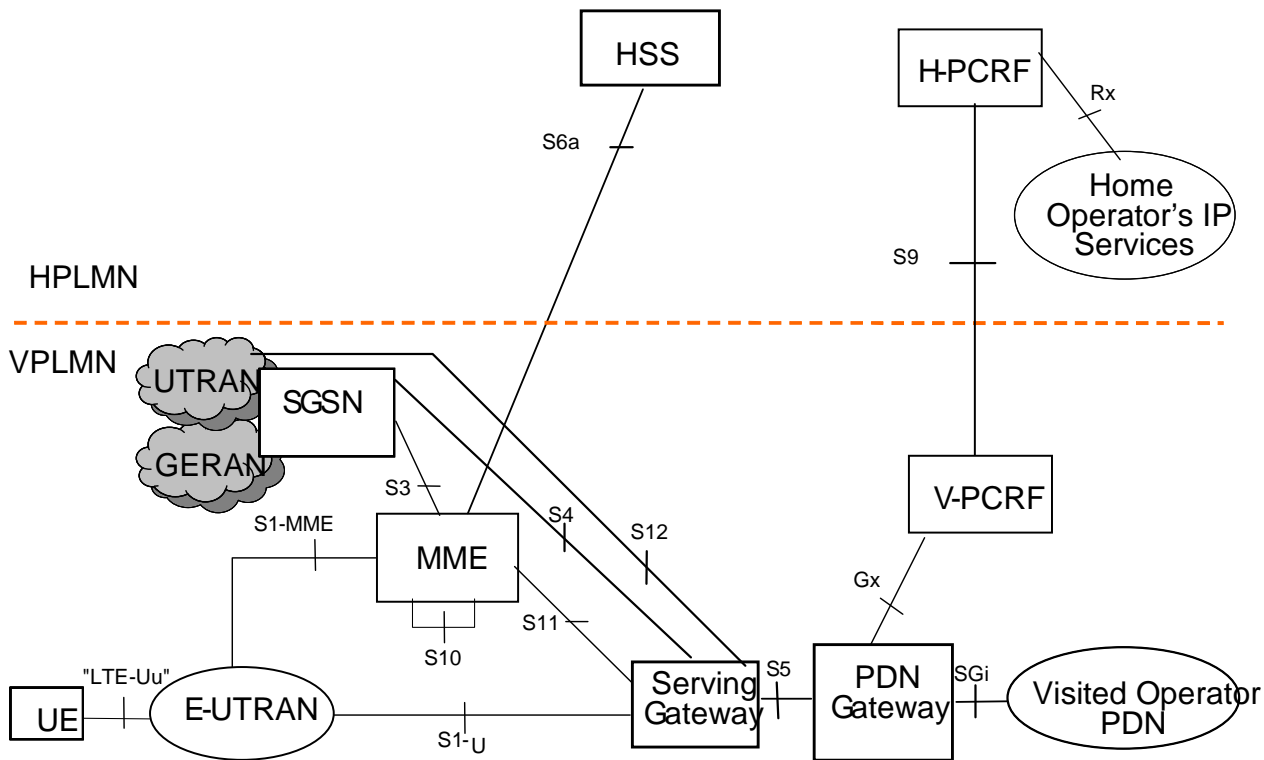 HSS
H-PCRF
Rx
S6a
Home
Operator's IP
Services
S9
HPLMN
VPLMN
UTRAN
SGSN
GERAN
S3
V-PCRF
S1-MME
S4
S12
MME
Gx
S11
S10
"LTE-Uu"
UE
E-UTRAN
S1-U
Serving
Gateway
S5
PDN
Gateway
SGi
Visited Operator
PDN